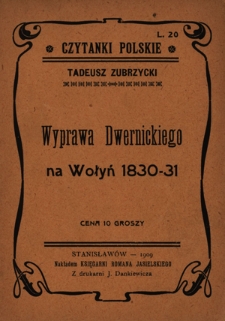 L. 20
CZYTANKI POLSKIE
TADEUSZ ZUBRZYCKI
Wyprawa Dwernickiego
na Wołyń 1830-31
CENA 10 GROSZY
STANISŁAWÓW — 1909
Nakładem KSIĘGARNI ROMANA JASIELSKIEGO
Z drukarni J. Dankiewicza